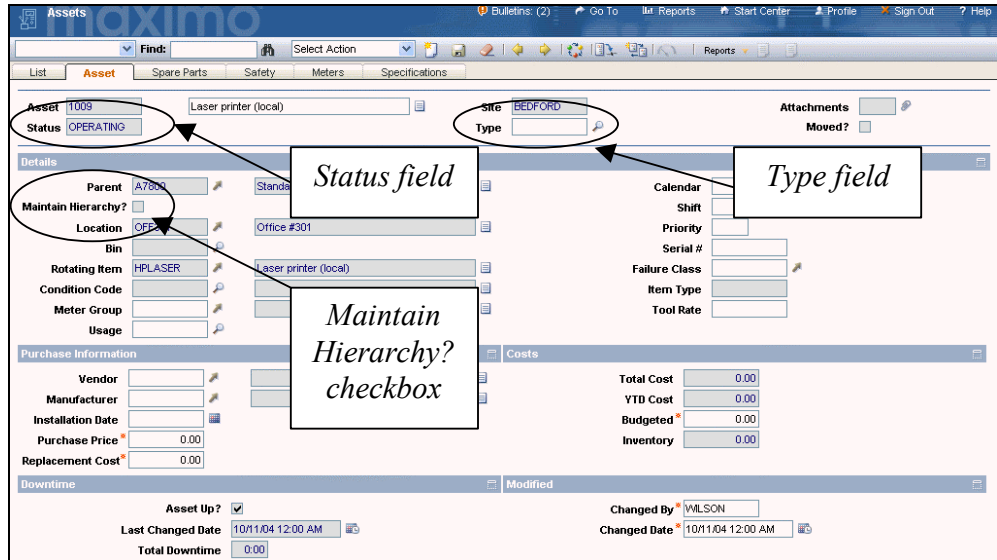 Assets
maximo
Bulletins: (2) Go To Reports Start Center Profile Sign Out ? Help
Find: Select Action Reports
List Asset Spare Parts Safety Meters Specifications
Asset 1009 Laser printer (local) Site BEDFORD Attachments
Status OPERATING Type Moved?
Details
Status field
Type field
Parent A7800 Standa Calendar
Maintain Hierarchy? Shift
Location Office #301 Priority
Bin Serial #
Rotating Item HPLASER Laser printer (local) Failure Class
Condition Code Item Type
Meter Group Tool Rate
Usage
Maintain
Hierarchy?
checkbox
Purchase Information Costs
Vendor Total Cost 0.00
Manufacturer YTD Cost 0.00
Installation Date Budgeted * 0.00
Purchase Price * 0.00 Inventory 0.00
Replacement Cost * 0.00
Downtime Modified
Asset Up? Changed By * WILSON
Last Changed Date 10/11/04 12:00 AM Changed Date * 10/11/04 12:00 AM
Total Downtime 0:00